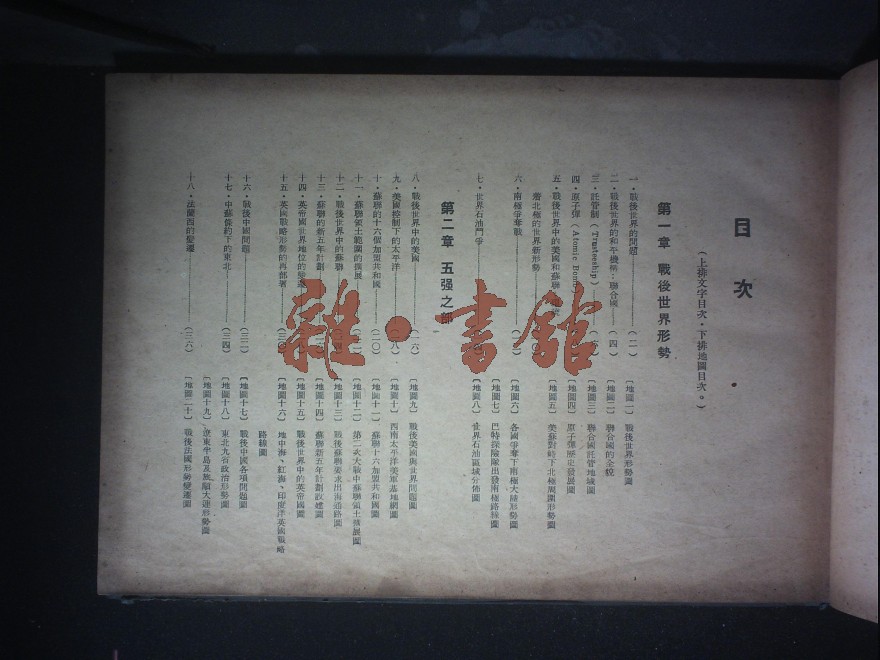 目次
(上排文字目次·下排地圖目次。)
第一章 戰後世界形勢
一·戰後世界的問題 (二) 〔地圖一〕 戰後世界形勢圖
二·戰後世界的和平機構:聯合國 (四) 〔地圖二〕 聯合國的全貌
三·託管制 (Trusteeship) 〔地圖三〕 聯合國託管地域圖
四·原子彈 (Atomic Bomb) 〔地圖四〕 原子彈歷史發展圖
五·戰後世界中的美國和蘇聯 〔地圖五〕 美蘇對峙下北極周圍形勢圖
繞北極的世界新形勢
六·南極爭奪戰 〔地圖六〕 各國爭奪下南極大陸形勢圖
〔地圖七〕 巴特探險隊出發南極路線圖
七·世界石油鬥爭 〔地圖八〕 世界石油區域分佈圖
第二章 五强之部
八·戰後世界中的美國 (一六) 〔地圖九〕 戰後美國與世界問題圖
九·美國控制下的太平洋 〔地圖十〕 西南太平洋美軍基地網圖
十·蘇聯的十六個加盟共和國 (二〇) 〔地圖十一〕 蘇聯十六加盟共和國圖
十一·蘇聯領土範圍的擴展 〔地圖十二〕 第二次大戰中蘇聯領土擴展圖
十二·戰後世界中的蘇聯 〔地圖十三〕 戰後蘇聯要求出海通路圖
十三·蘇聯的新五年計劃 〔地圖十四〕 蘇聯新五年計劃設建圖
十四·英帝國世界地位的變遷 〔地圖十五〕 戰後世界中的英帝國圖
十五·英國戰略形勢的再部署 〔地圖十六〕 地中海、紅海、印度洋英國戰略
路線圖
十六·戰後中國問題 (三二) 〔地圖十七〕 戰後中國各項問題圖
十七·中蘇條約下的東北 (三四) 〔地圖十八〕 東北九省政治形勢圖
〔地圖十九〕 遼東半島及旅順大連形勢圖
十八·法蘭西的變遷 (三六) 〔地圖二十〕 戰後法國形勢變遷圖
雜·書館